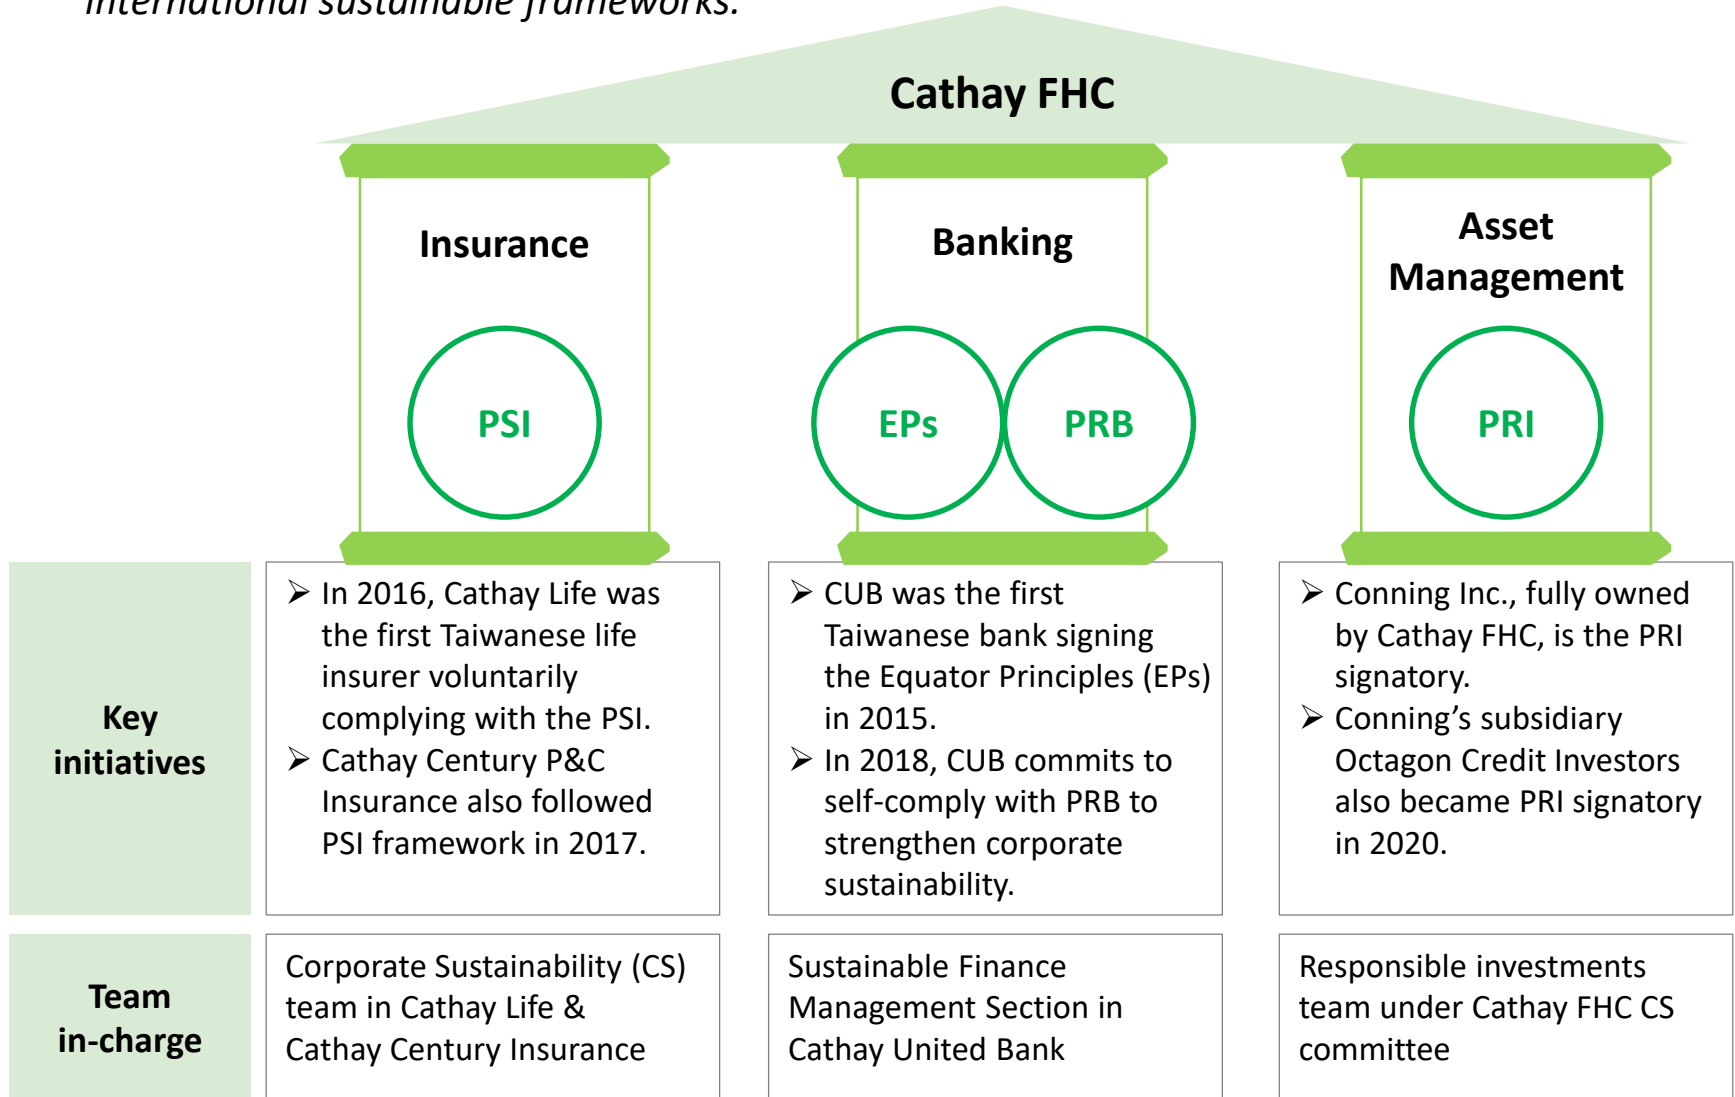 international sustainable frameworks.
Cathay FHC
Insurance
Banking
Asset
Management
PSI
EPs
PRB
PRI
Key
initiatives
➢ In 2016, Cathay Life was
the first Taiwanese life
insurer voluntarily
complying with the PSI.
➢ Cathay Century P&C
Insurance also followed
PSI framework in 2017.
➢ CUB was the first
Taiwanese bank signing
the Equator Principles (EPs)
in 2015.
➢ In 2018, CUB commits to
self-comply with PRB to
strengthen corporate
sustainability.
➢ Conning Inc., fully owned
by Cathay FHC, is the PRI
signatory.
➢ Conning’s subsidiary
Octagon Credit Investors
also became PRI signatory
in 2020.
Team
in-charge
Corporate Sustainability (CS)
team in Cathay Life &
Cathay Century Insurance
Sustainable Finance
Management Section in
Cathay United Bank
Responsible investments
team under Cathay FHC CS
committee